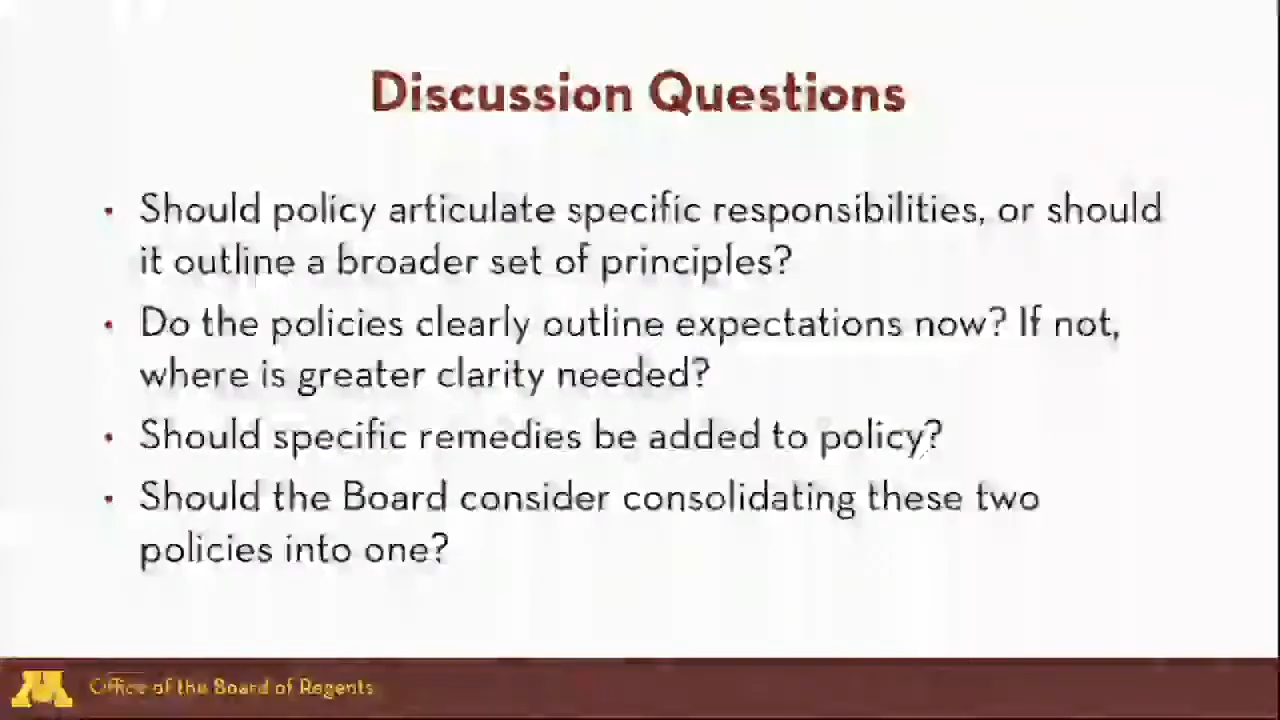 Discussion Questions
• Should policy articulate specific responsibilities, or should
it outline a broader set of principles?
• Do the policies clearly outline expectations now? If not,
where is greater clarity needed?
• Should specific remedies be added to policy?
• Should the Board consider consolidating these two
policies into one?
M Office of the Board of Regents